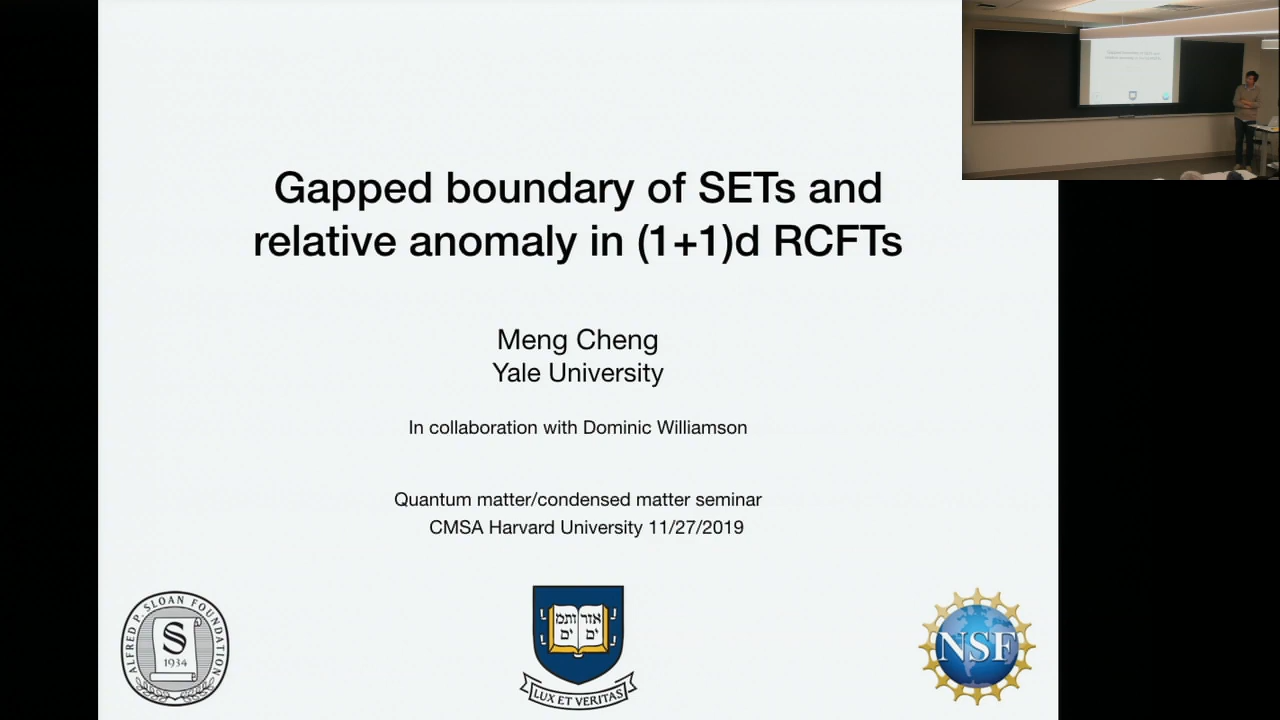 Gapped boundary of SETs and
relative anomaly in (1+1)d RCFTs
Meng Cheng
Yale University
In collaboration with Dominic Williamson
Quantum matter/condensed matter seminar
CMSA Harvard University 11/27/2019
ALFRED P. SLOAN FOUNDATION
S
1934
אורים
ותמים
LUX ET VERITAS
NSF